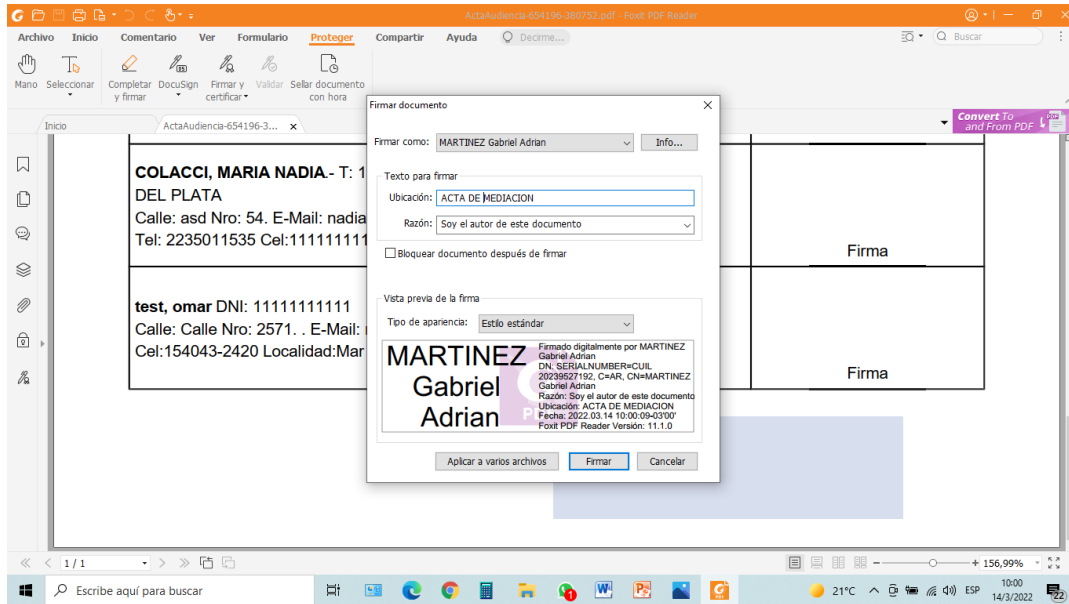 ActaAudiencia-654196-380752.pdf - Foxit PDF Reader
Archivo Inicio Comentario Ver Formulario Proteger Compartir Ayuda Decirme... Buscar
Mano Seleccionar Completar y firmar DocuSign Firmar y certificar Validar Sellar documento con hora
Inicio ActaAudiencia-654196-3... x
Convert To
and From PDF
COLACCI, MARIA NADIA.- T: 1
DEL PLATA
Calle: asd Nro: 54. E-Mail: nadia
Tel: 2235011535 Cel:111111111
Firma
test, omar DNI: 11111111111
Calle: Calle Nro: 2571. . E-Mail:
Cel:154043-2420 Localidad:Mar
Firma
Firmar documento
Firmar como: MARTINEZ Gabriel Adrian Info...
Texto para firmar
Ubicación: ACTA DE MEDIACION
Razón: Soy el autor de este documento
Bloquear documento después de firmar
Vista previa de la firma
Tipo de apariencia: Estilo estándar
MARTINEZ
Gabriel
Adrian
Firmado digitalmente por MARTINEZ
Gabriel Adrian
DN: SERIALNUMBER=CUIL
20239527192, C=AR, CN=MARTINEZ
Gabriel Adrian
Razón: Soy el autor de este documento
Ubicación: ACTA DE MEDIACION
Fecha: 2022.03.14 10:00:09-03'00'
Foxit PDF Reader Versión: 11.1.0
Aplicar a varios archivos Firmar Cancelar
1 / 1 156,99%
Escribe aquí para buscar 21°C ESP 10:00
14/3/2022 22